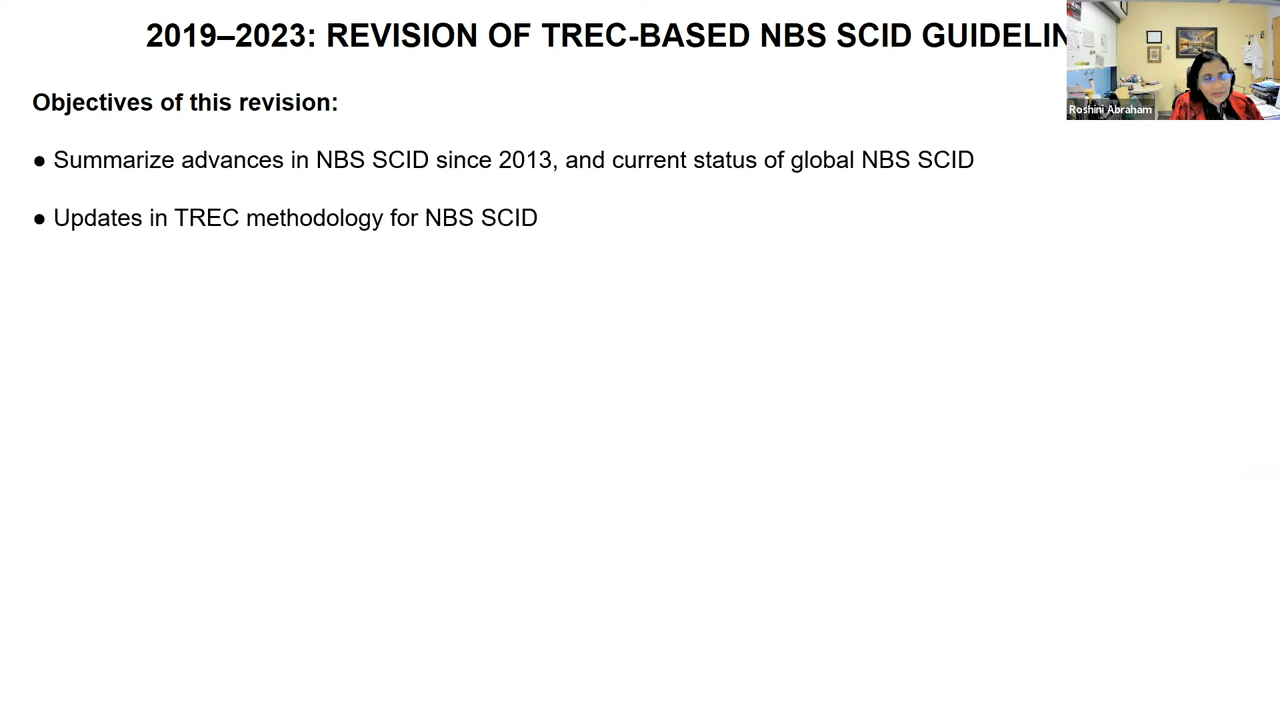 2019–2023: REVISION OF TREC-BASED NBS SCID GUIDELIN
Roshini Abraham
Objectives of this revision:
● Summarize advances in NBS SCID since 2013, and current status of global NBS SCID
● Updates in TREC methodology for NBS SCID